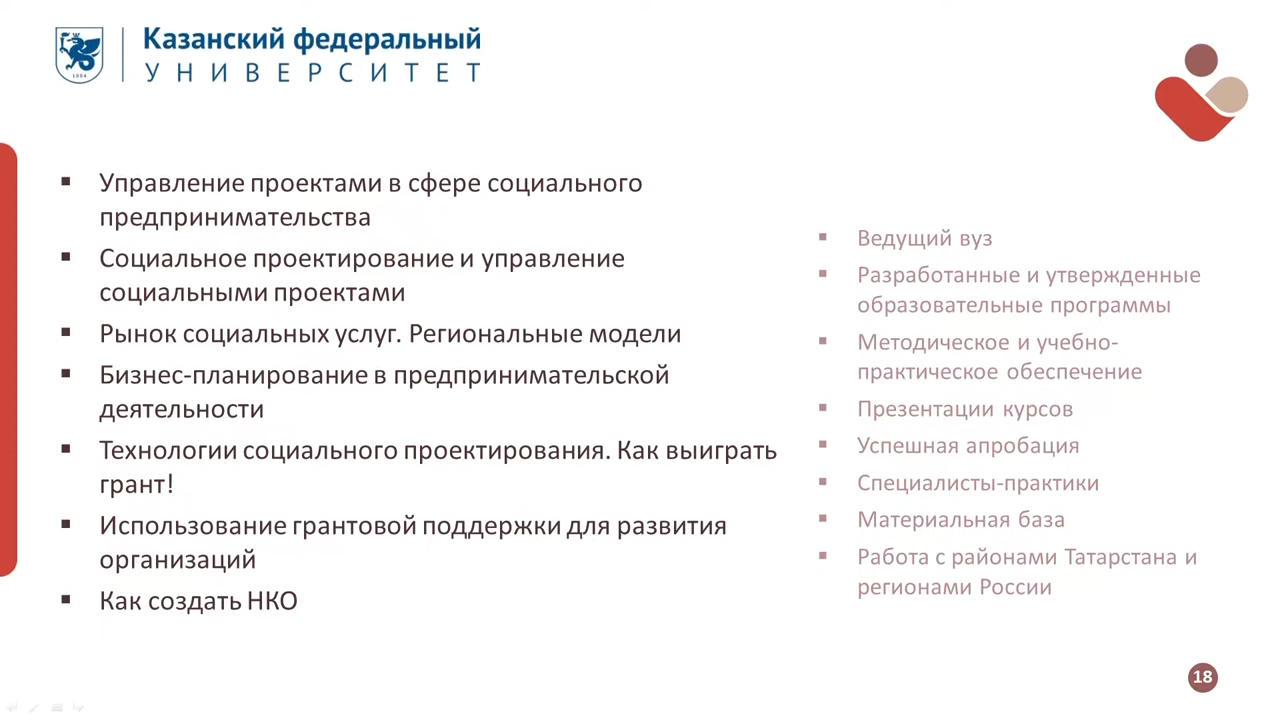 Казанский федеральный
УНИВЕРСИТЕТ
1804
▪ Управление проектами в сфере социального
предпринимательства
▪ Социальное проектирование и управление
социальными проектами
▪ Рынок социальных услуг. Региональные модели
▪ Бизнес-планирование в предпринимательской
деятельности
▪ Технологии социального проектирования. Как выиграть
грант!
▪ Использование грантовой поддержки для развития
организаций
▪ Как создать НКО
▪ Ведущий вуз
▪ Разработанные и утвержденные
образовательные программы
▪ Методическое и учебно-
практическое обеспечение
▪ Презентации курсов
▪ Успешная апробация
▪ Специалисты-практики
▪ Материальная база
▪ Работа с районами Татарстана и
регионами России
18